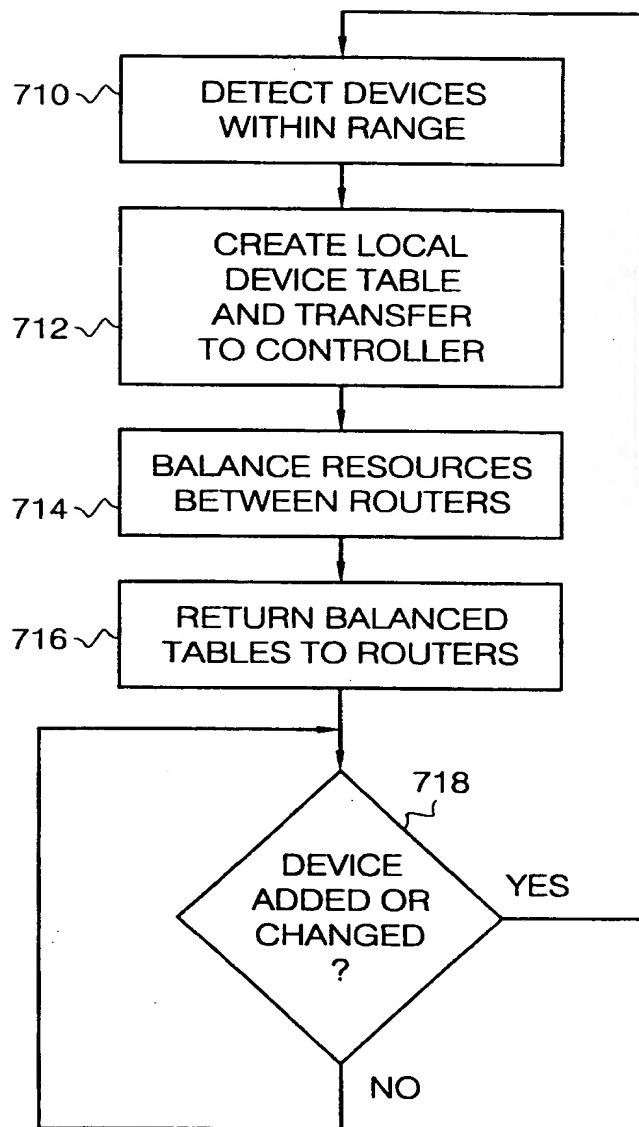 710
DETECT DEVICES
WITHIN RANGE
712
CREATE LOCAL
DEVICE TABLE
AND TRANSFER
TO CONTROLLER
714
BALANCE RESOURCES
BETWEEN ROUTERS
716
RETURN BALANCED
TABLES TO ROUTERS
718
DEVICE
ADDED OR
CHANGED
?
YES
NO